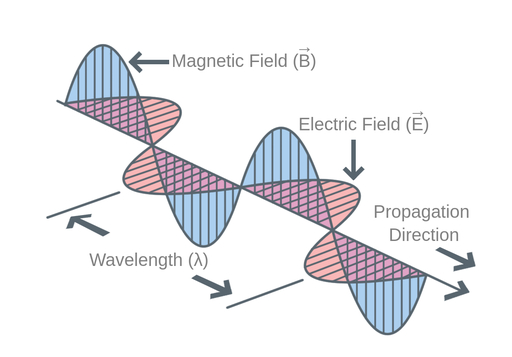 Magnetic Field (B⃗)
Electric Field (E⃗)
Propagation
Direction
Wavelength (λ)